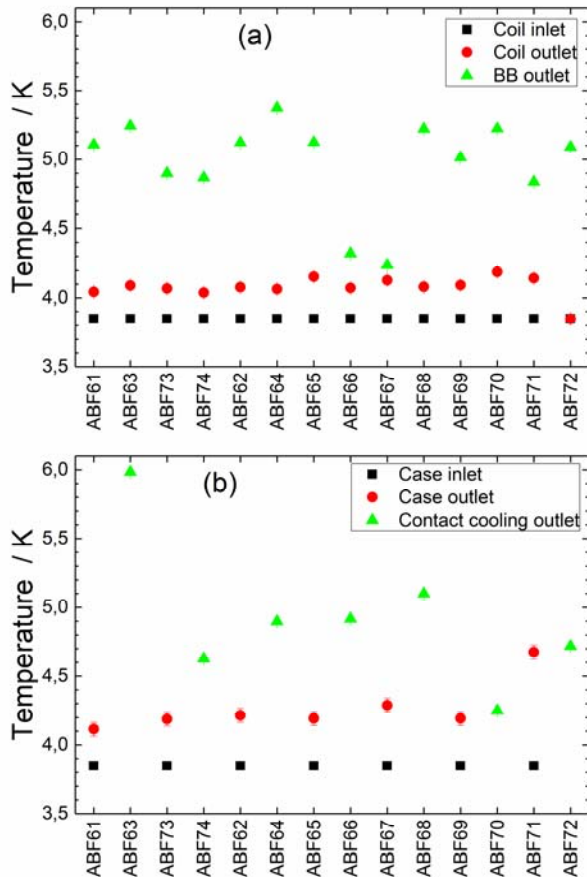 (a)
Coil inlet
Coil outlet
BB outlet
Temperature / K
6,0
5,5
5,0
4,5
4,0
3,5
ABF61
ABF63
ABF73
ABF74
ABF62
ABF64
ABF65
ABF66
ABF67
ABF68
ABF69
ABF70
ABF71
ABF72
(b)
Case inlet
Case outlet
Contact cooling outlet
Temperature / K
6,0
5,5
5,0
4,5
4,0
3,5
ABF61
ABF63
ABF73
ABF74
ABF62
ABF64
ABF65
ABF66
ABF67
ABF68
ABF69
ABF70
ABF71
ABF72